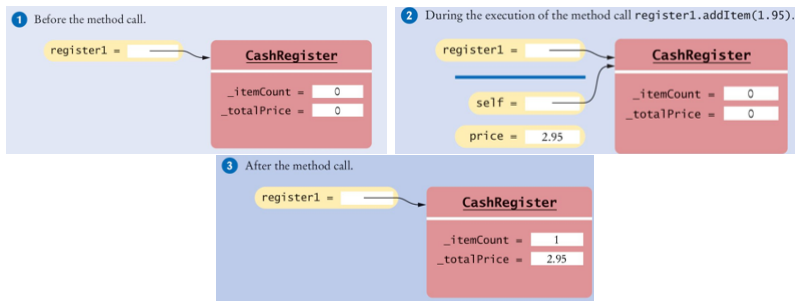 1 Before the method call.
register1 =
CashRegister
_itemCount = 0
_totalPrice = 0
2 During the execution of the method call register1.addItem(1.95).
register1 =
CashRegister
self =
_itemCount = 0
_totalPrice = 0
price = 2.95
3 After the method call.
register1 =
CashRegister
_itemCount = 1
_totalPrice = 2.95